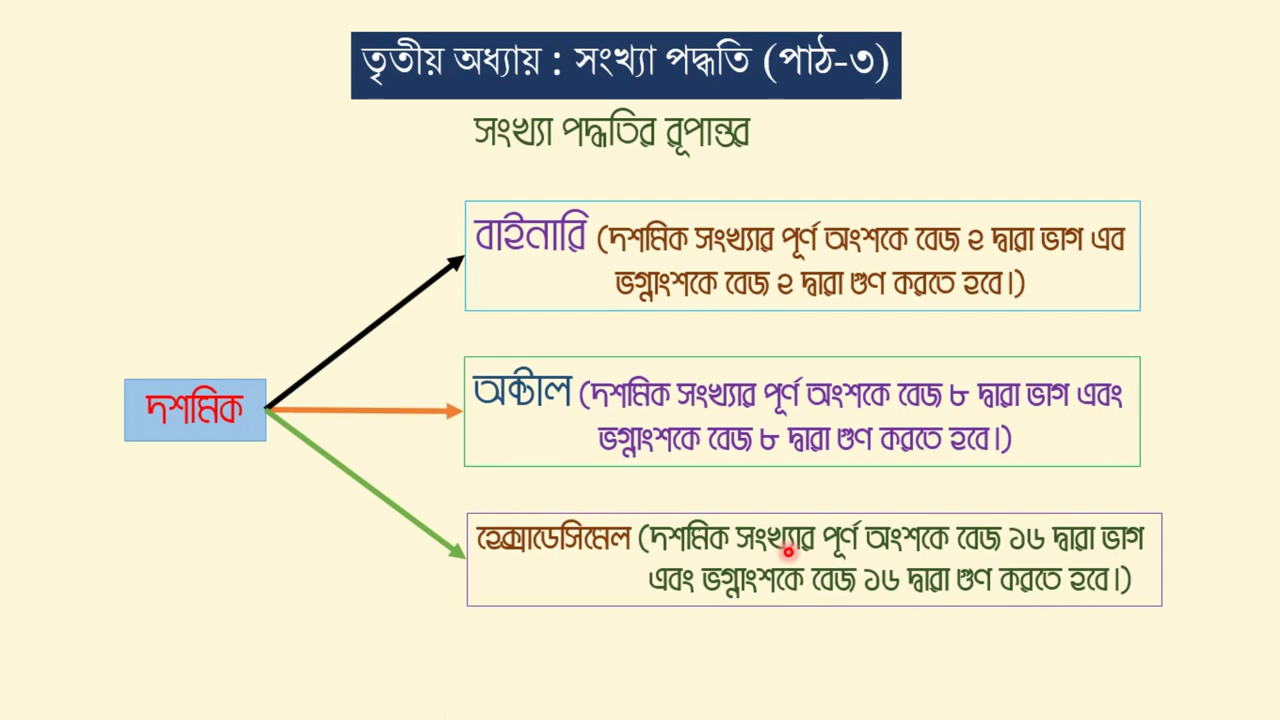 তৃতীয় অধ্যায় : সংখ্যা পদ্ধতি (পাঠ-৩)
সংখ্যা পদ্ধতির রূপান্তর
বাইনারি (দশমিক সংখ্যার পূর্ণ অংশকে বেজ ২ দ্বারা ভাগ এব
ভগ্নাংশকে বেজ ২ দ্বারা গুণ করতে হবে।)
দশমিক
অক্টাল (দশমিক সংখ্যার পূর্ণ অংশকে বেজ ৮ দ্বারা ভাগ এবং
ভগ্নাংশকে বেজ ৮ দ্বারা গুণ করতে হবে।)
হেক্সাডেসিমেল (দশমিক সংখ্যার পূর্ণ অংশকে বেজ ১৬ দ্বারা ভাগ
এবং ভগ্নাংশকে বেজ ১৬ দ্বারা গুণ করতে হবে।)